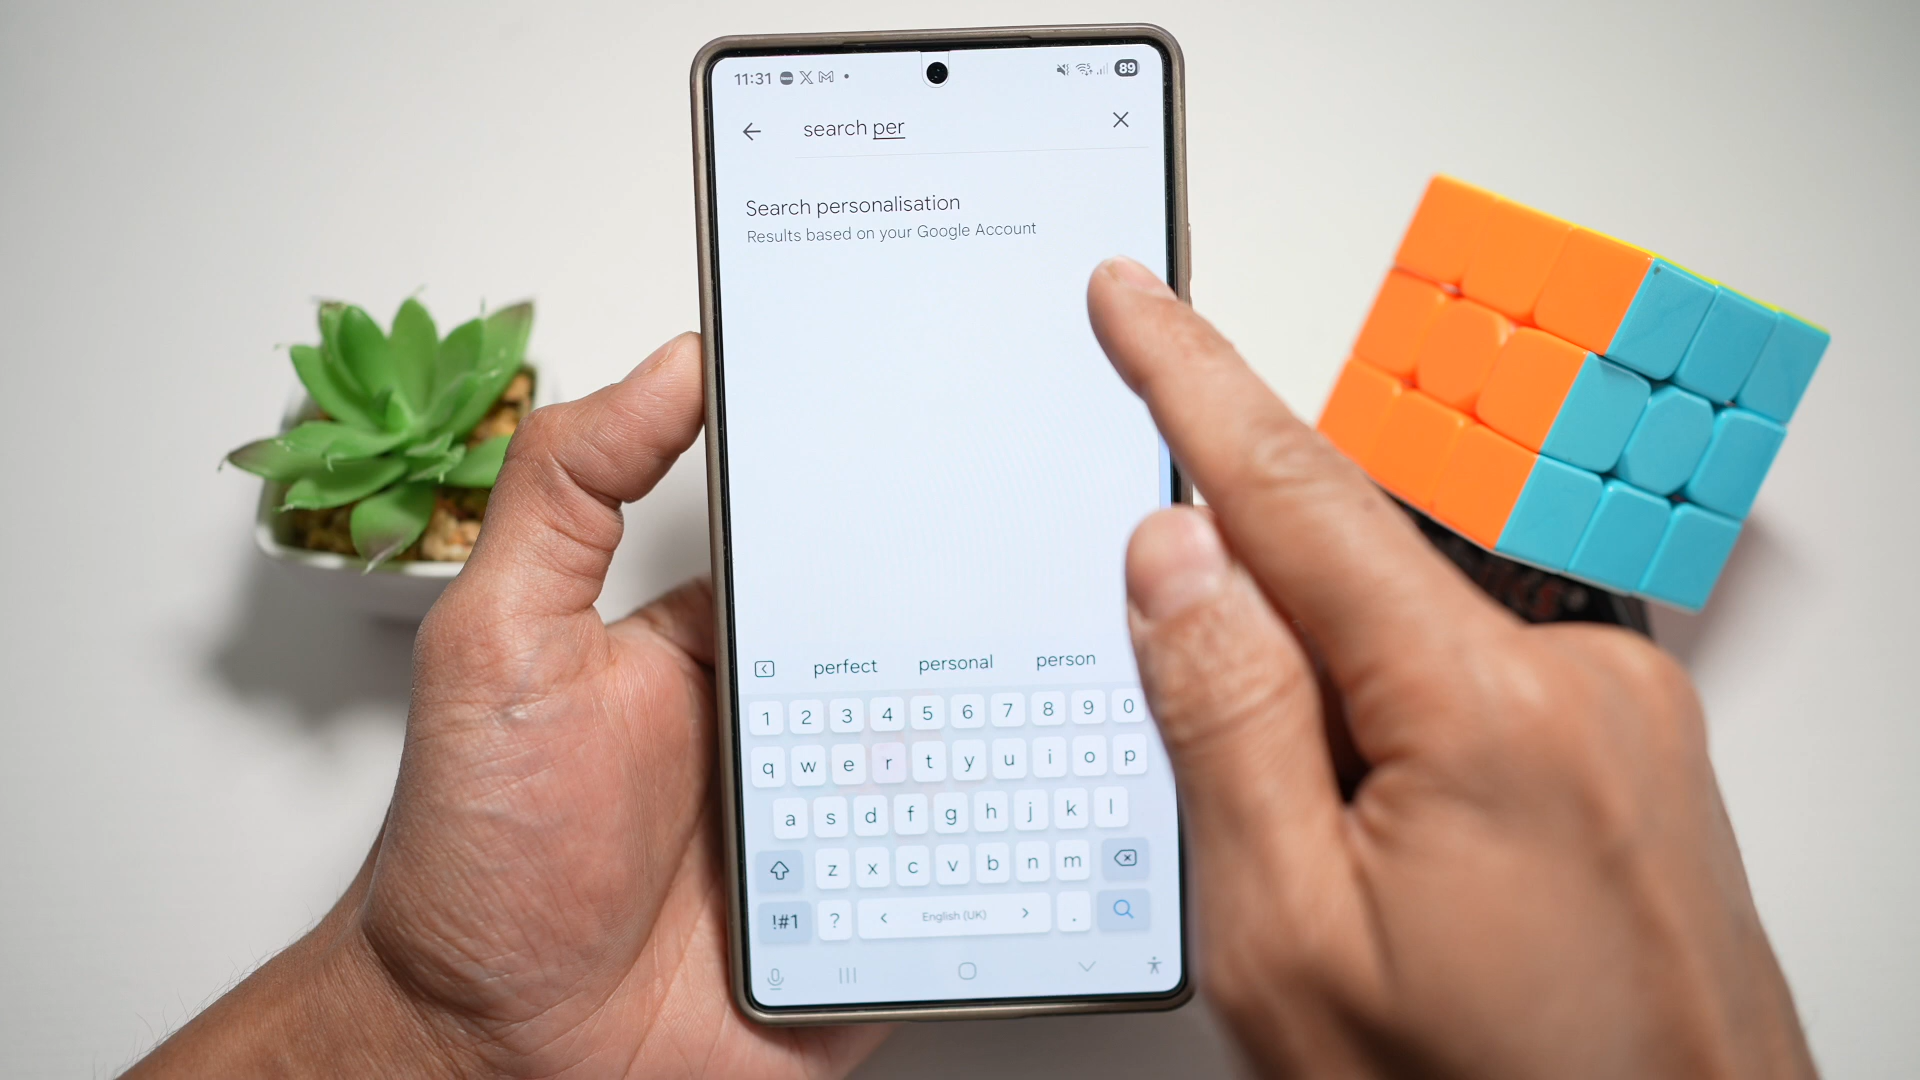 11:31
89
search per
Search personalisation
Results based on your Google Account
perfect personal person
1 2 3 4 5 6 7 8 9 0
q w e r t y u i o p
a s d f g h j k l
z x c v b n m
!#1 ? < English (UK) > .